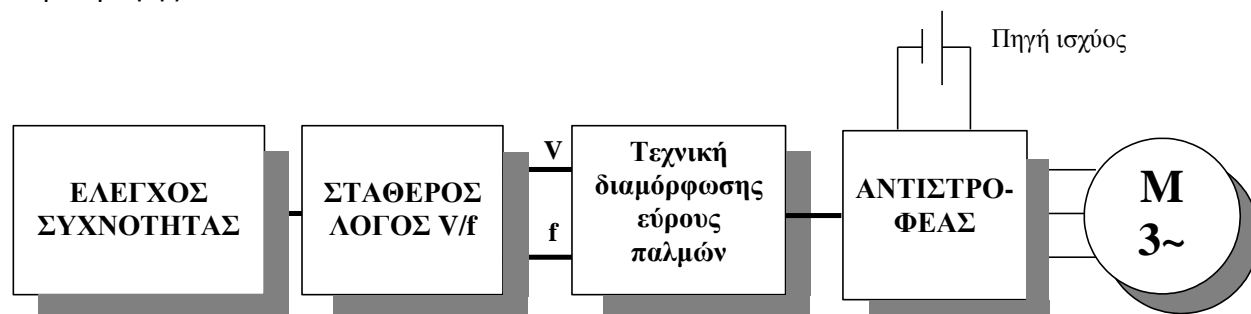 Πηγή ισχύος
ΕΛΕΓΧΟΣ
ΣΥΧΝΟΤΗΤΑΣ
ΣΤΑΘΕΡΟΣ
ΛΟΓΟΣ V/f
V
f
Τεχνική
διαμόρφωσης
εύρους
παλμών
ΑΝΤΙΣΤΡΟ-
ΦΕΑΣ
M
3~